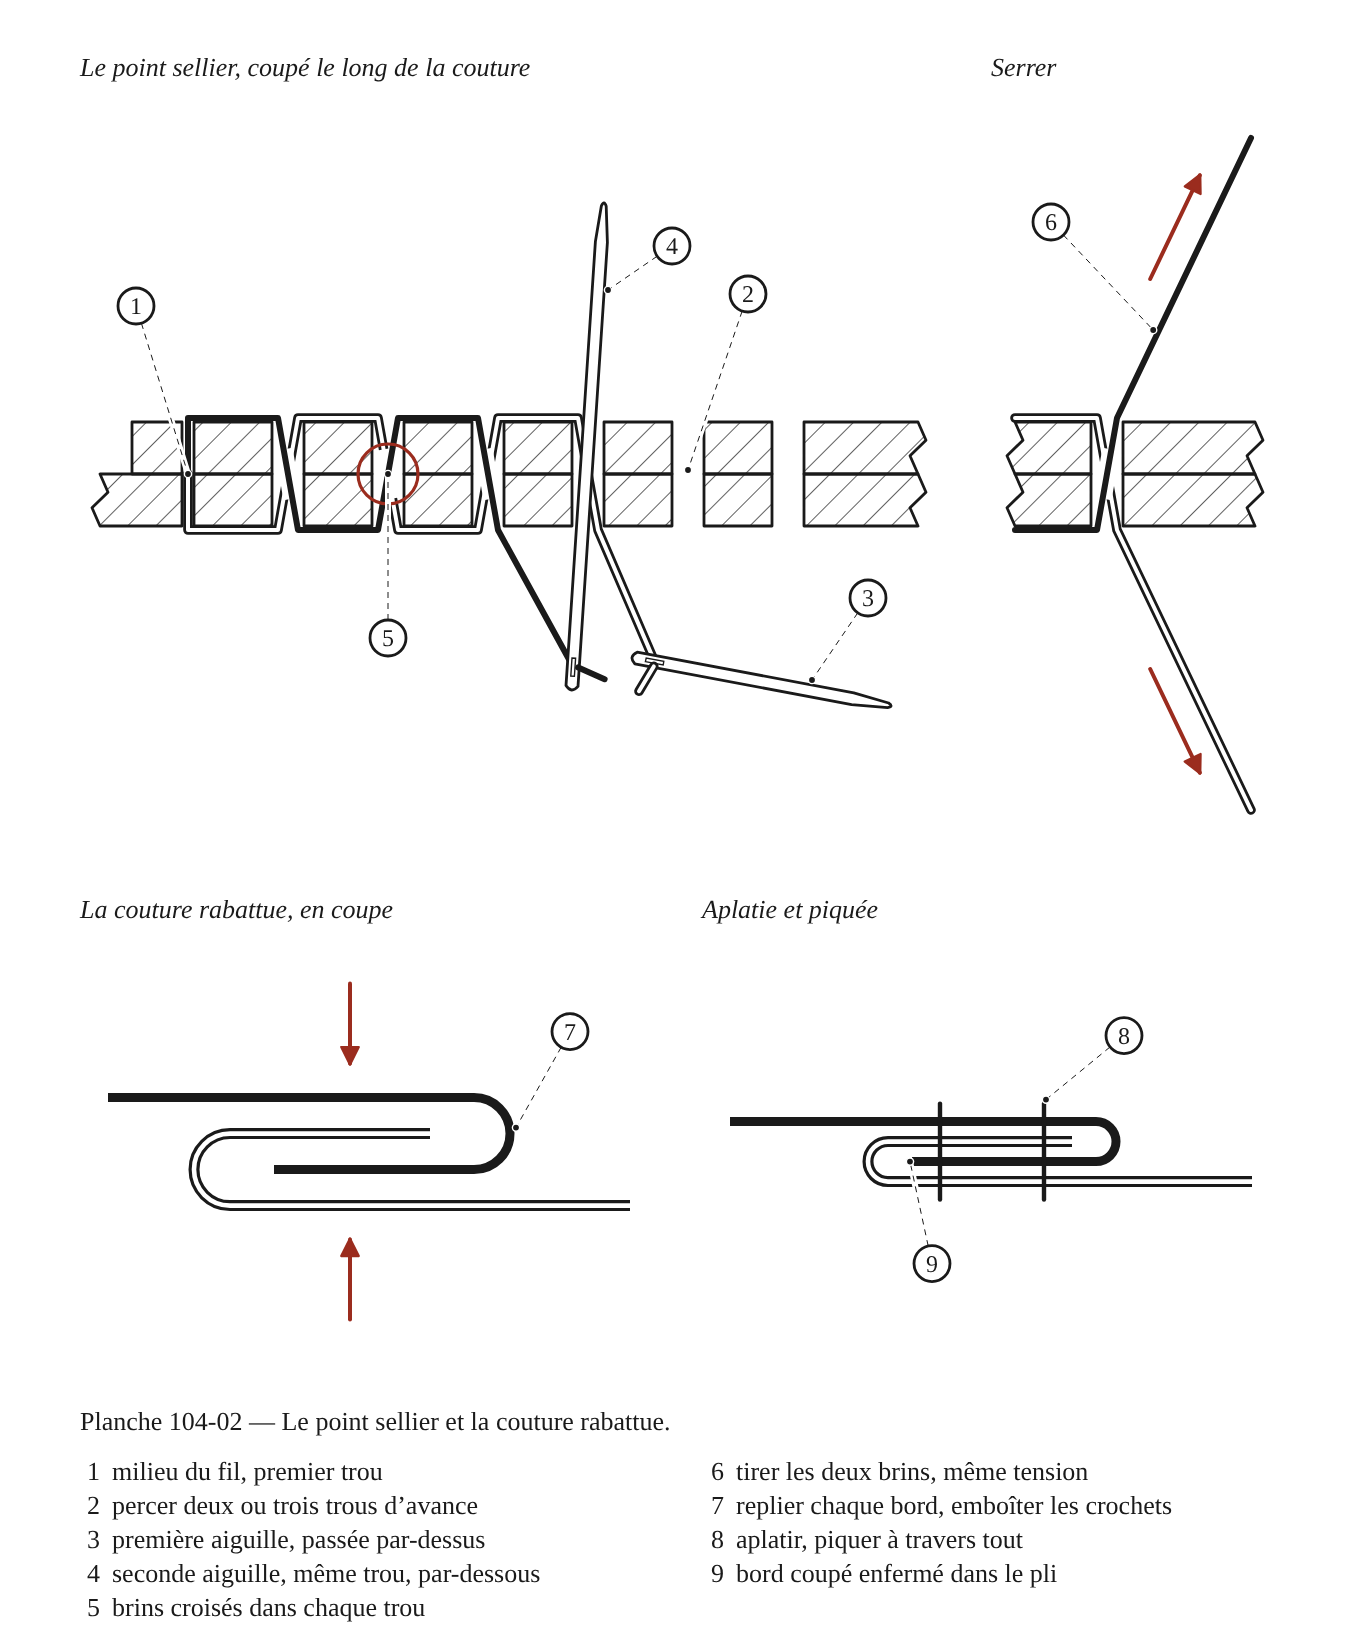 Le point sellier, coupé le long de la couture
Serrer
6
4
2
1
3
5
La couture rabattue, en coupe
Aplatie et piquée
7
8
9
Planche 104-02 — Le point sellier et la couture rabattue.
1 milieu du fil, premier trou
2 percer deux ou trois trous d’avance
3 première aiguille, passée par-dessus
4 seconde aiguille, même trou, par-dessous
5 brins croisés dans chaque trou
6 tirer les deux brins, même tension
7 replier chaque bord, emboîter les crochets
8 aplatir, piquer à travers tout
9 bord coupé enfermé dans le pli